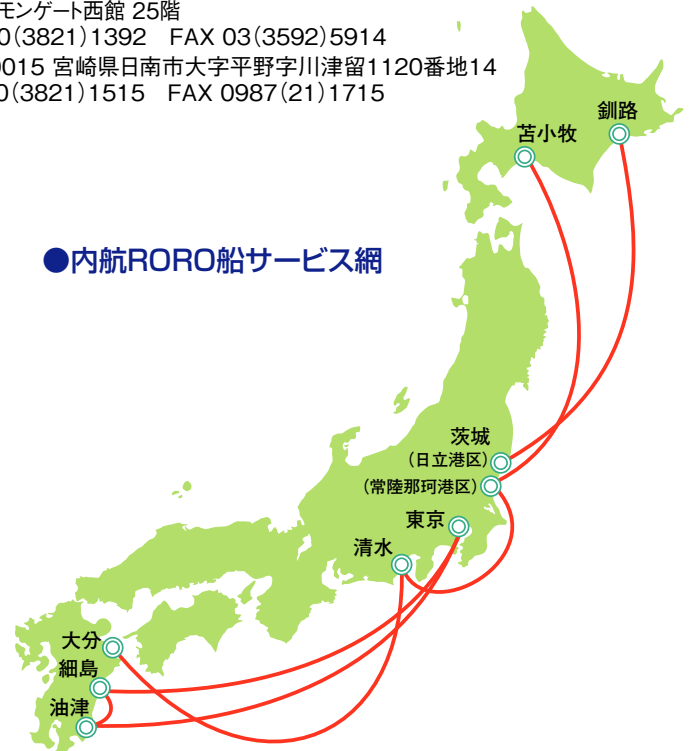 モンゲート西館 25階
0(3821)1392 FAX 03(3592)5914
0015 宮崎県日南市大字平野字川津留1120番地14
0(3821)1515 FAX 0987(21)1715
釧路
苫小牧
●内航RORO船サービス網
茨城
(日立港区)
(常陸那珂港区)
東京
清水
大分
細島
油津